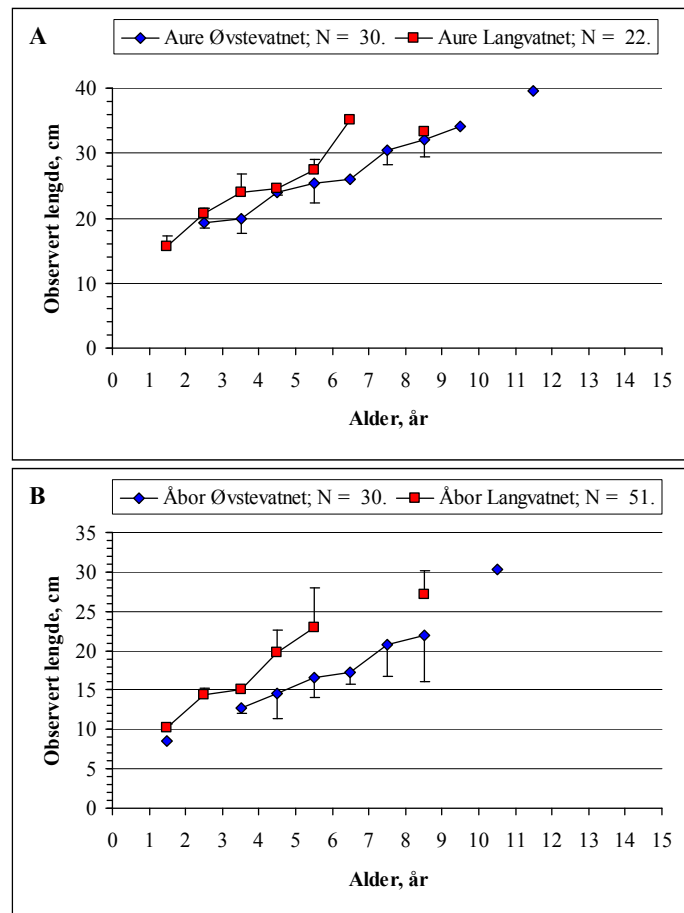 A
Aure Øvstevatnet; N = 30. Aure Langvatnet; N = 22.
40
30
20
10
0
Observert lengde, cm
0 1 2 3 4 5 6 7 8 9 10 11 12 13 14 15
Alder, år
B
Åbor Øvstevatnet; N = 30. Åbor Langvatnet; N = 51.
35
30
25
20
15
10
5
0
Observert lengde, cm
0 1 2 3 4 5 6 7 8 9 10 11 12 13 14 15
Alder, år